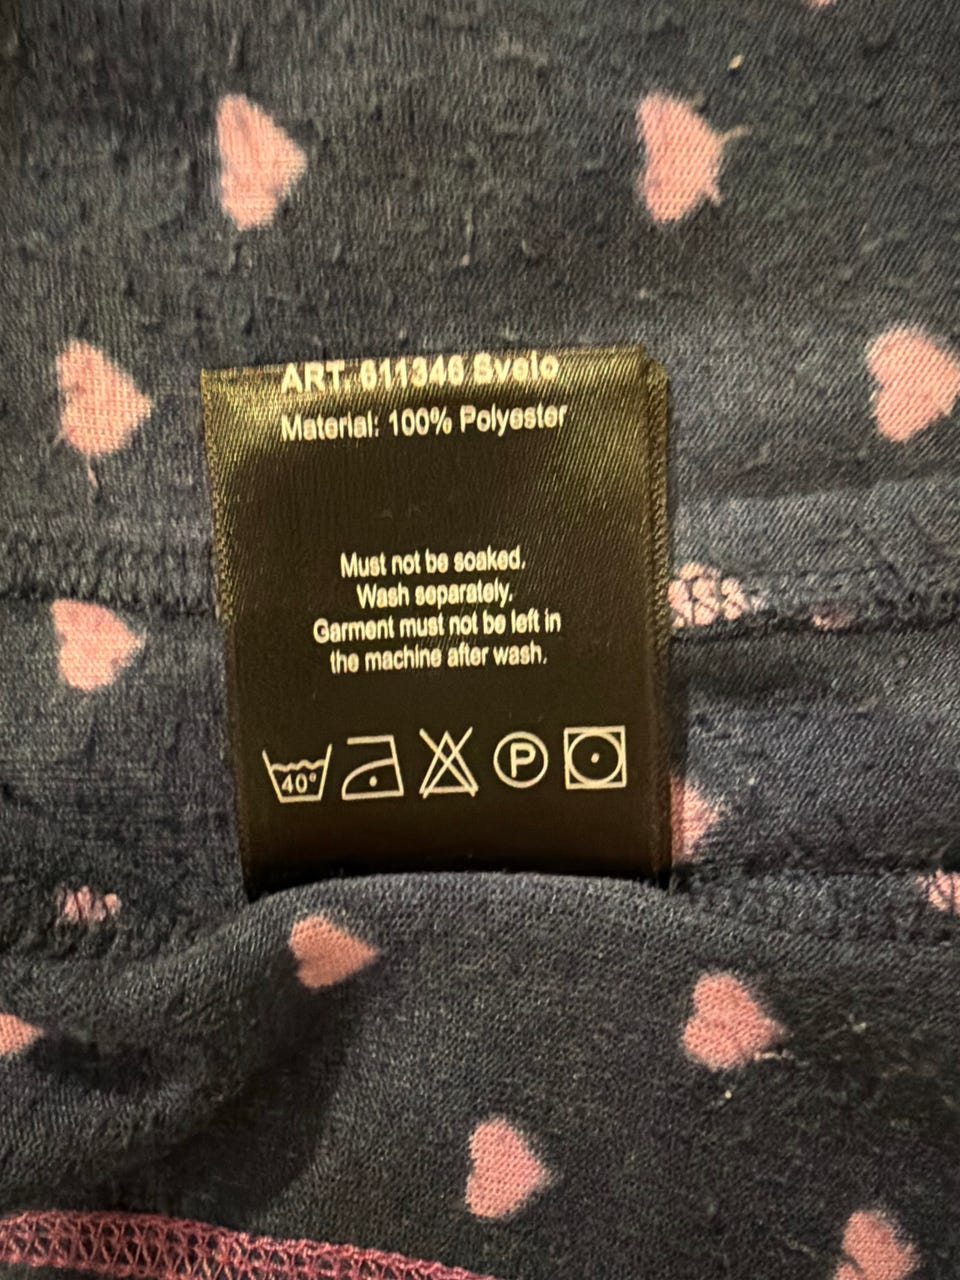 ART. 611346 Svelo
Material: 100% Polyester
Must not be soaked.
Wash separately.
Garment must not be left in
the machine after wash.
40°
P